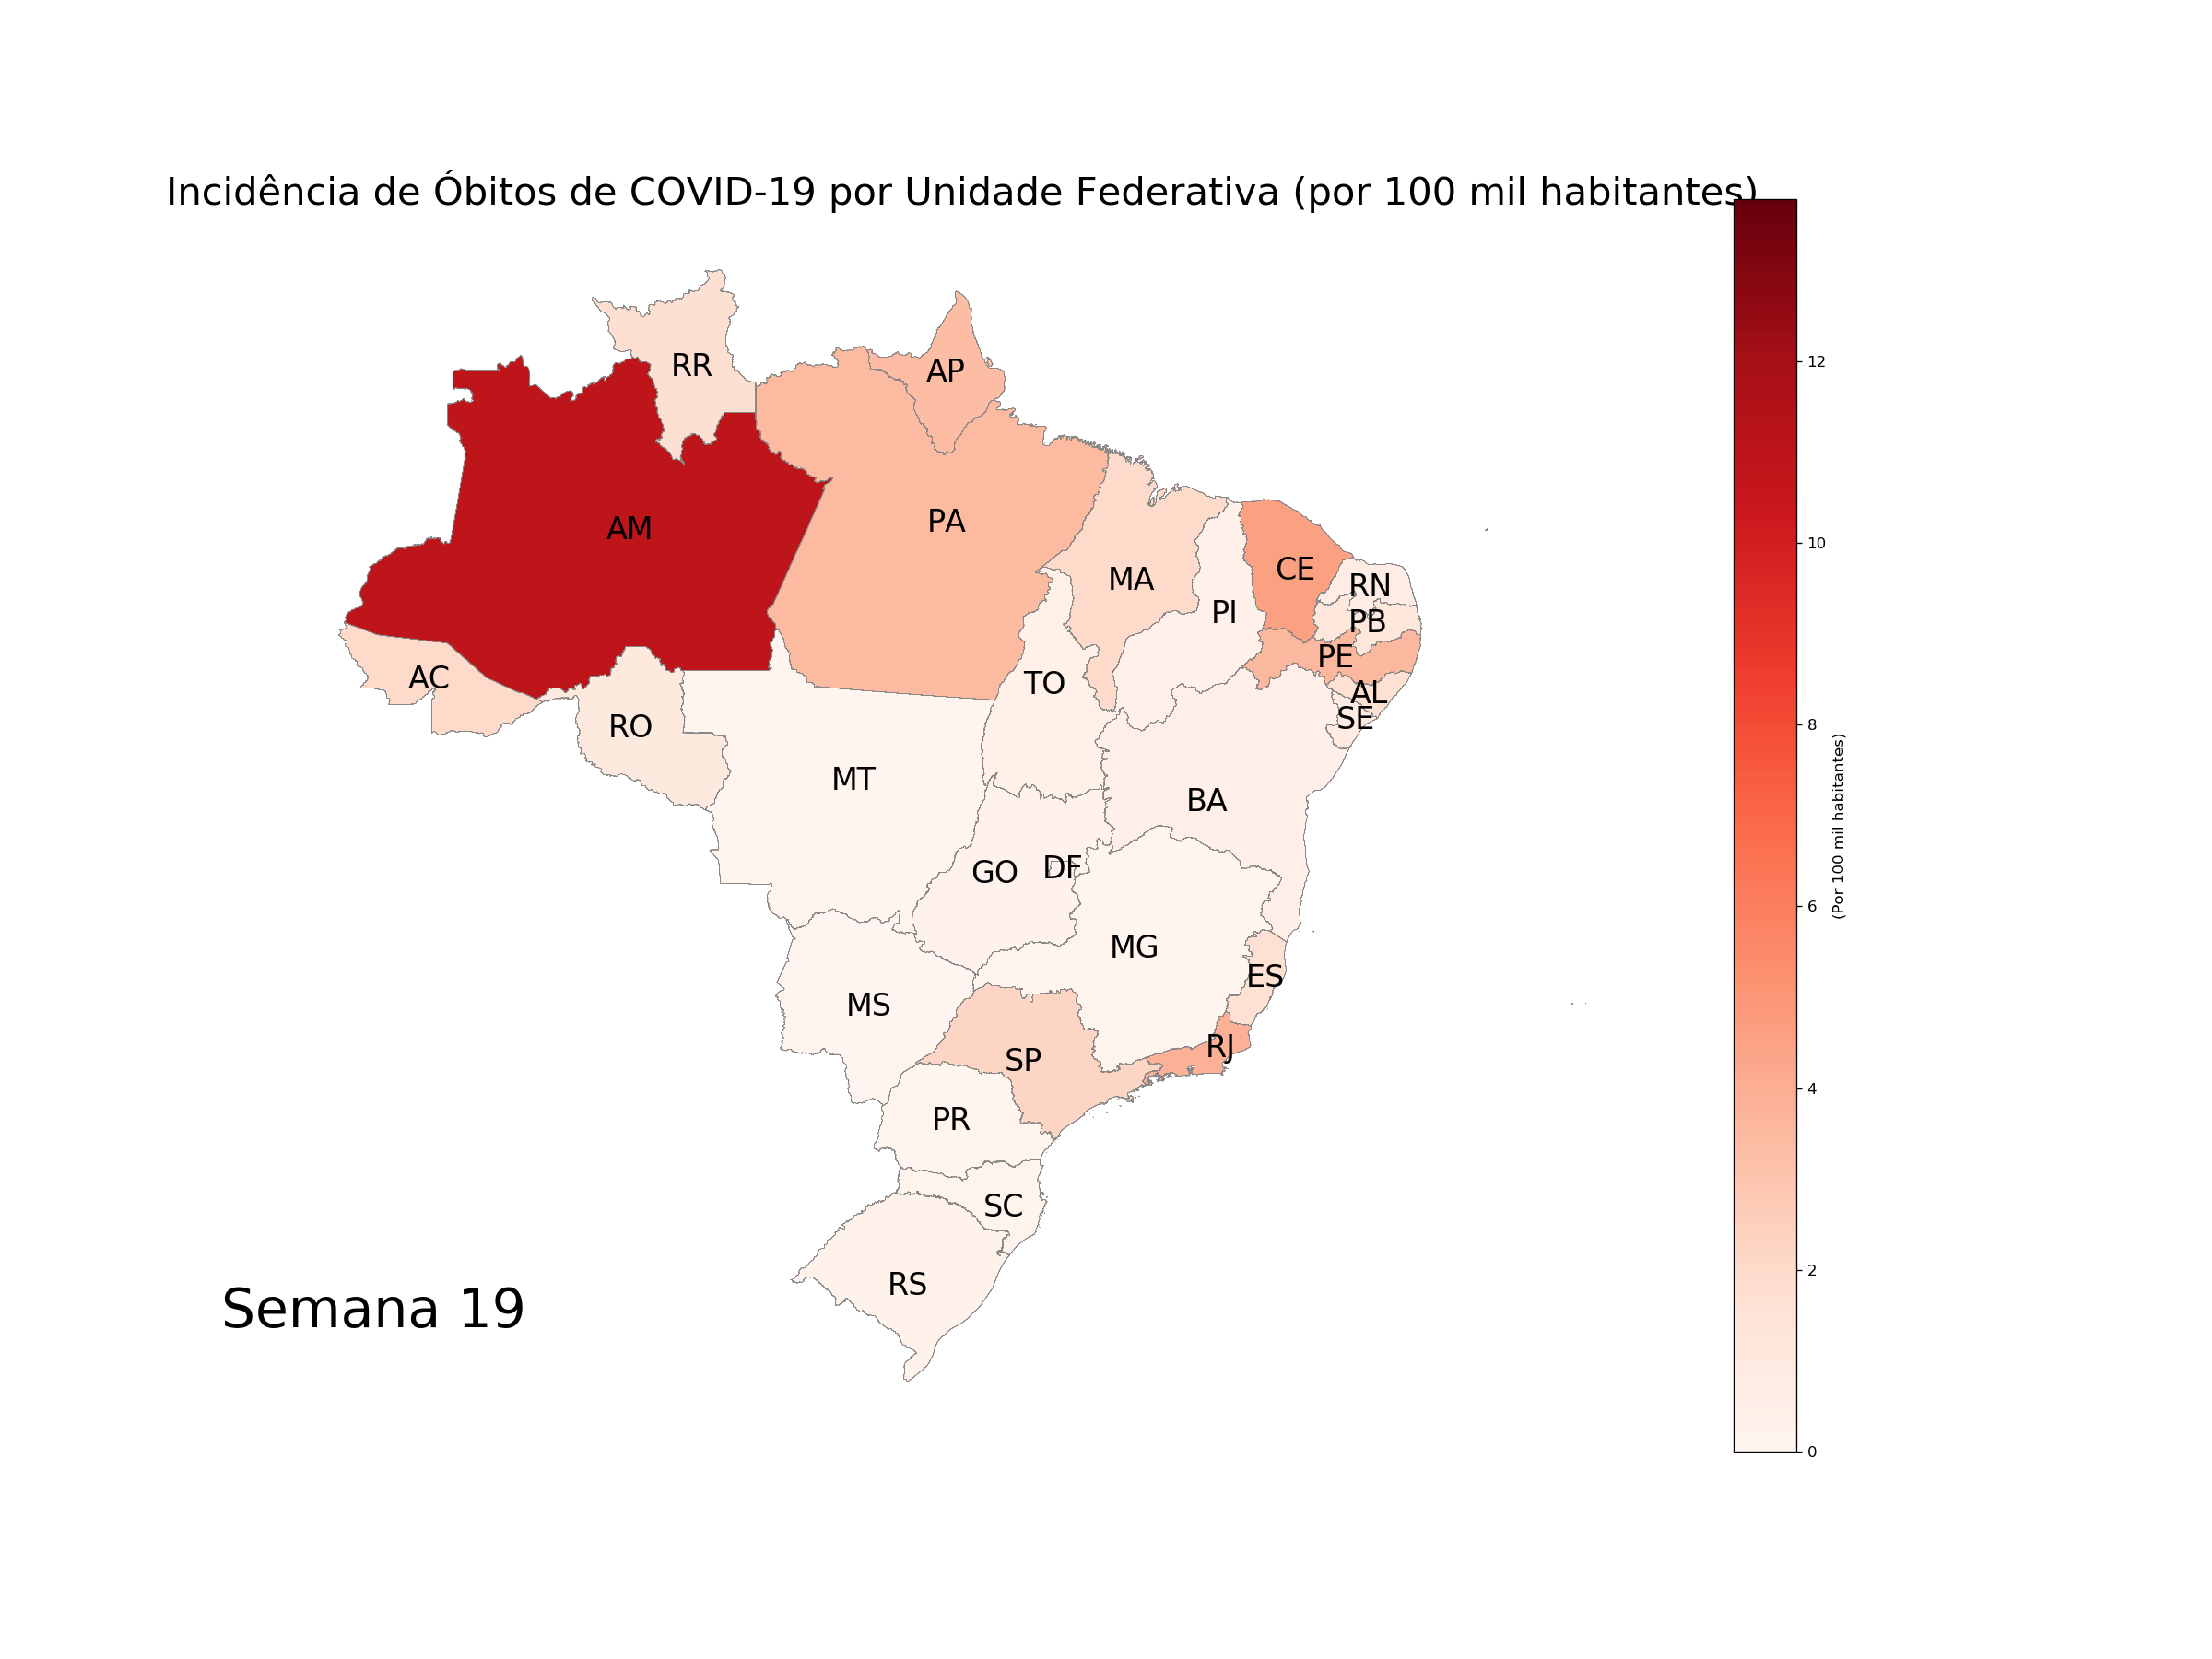 Incidência de Óbitos de COVID-19 por Unidade Federativa (por 100 mil habitantes)
RR
AP
12
AM
PA
10
CE
MA
RN
PI
PB
PE
AC
TO
AL
SE
RO
8
MT
BA
(Por 100 mil habitantes)
GO
DF
6
MG
ES
MS
RJ
SP
4
PR
SC
2
RS
Semana 19
0